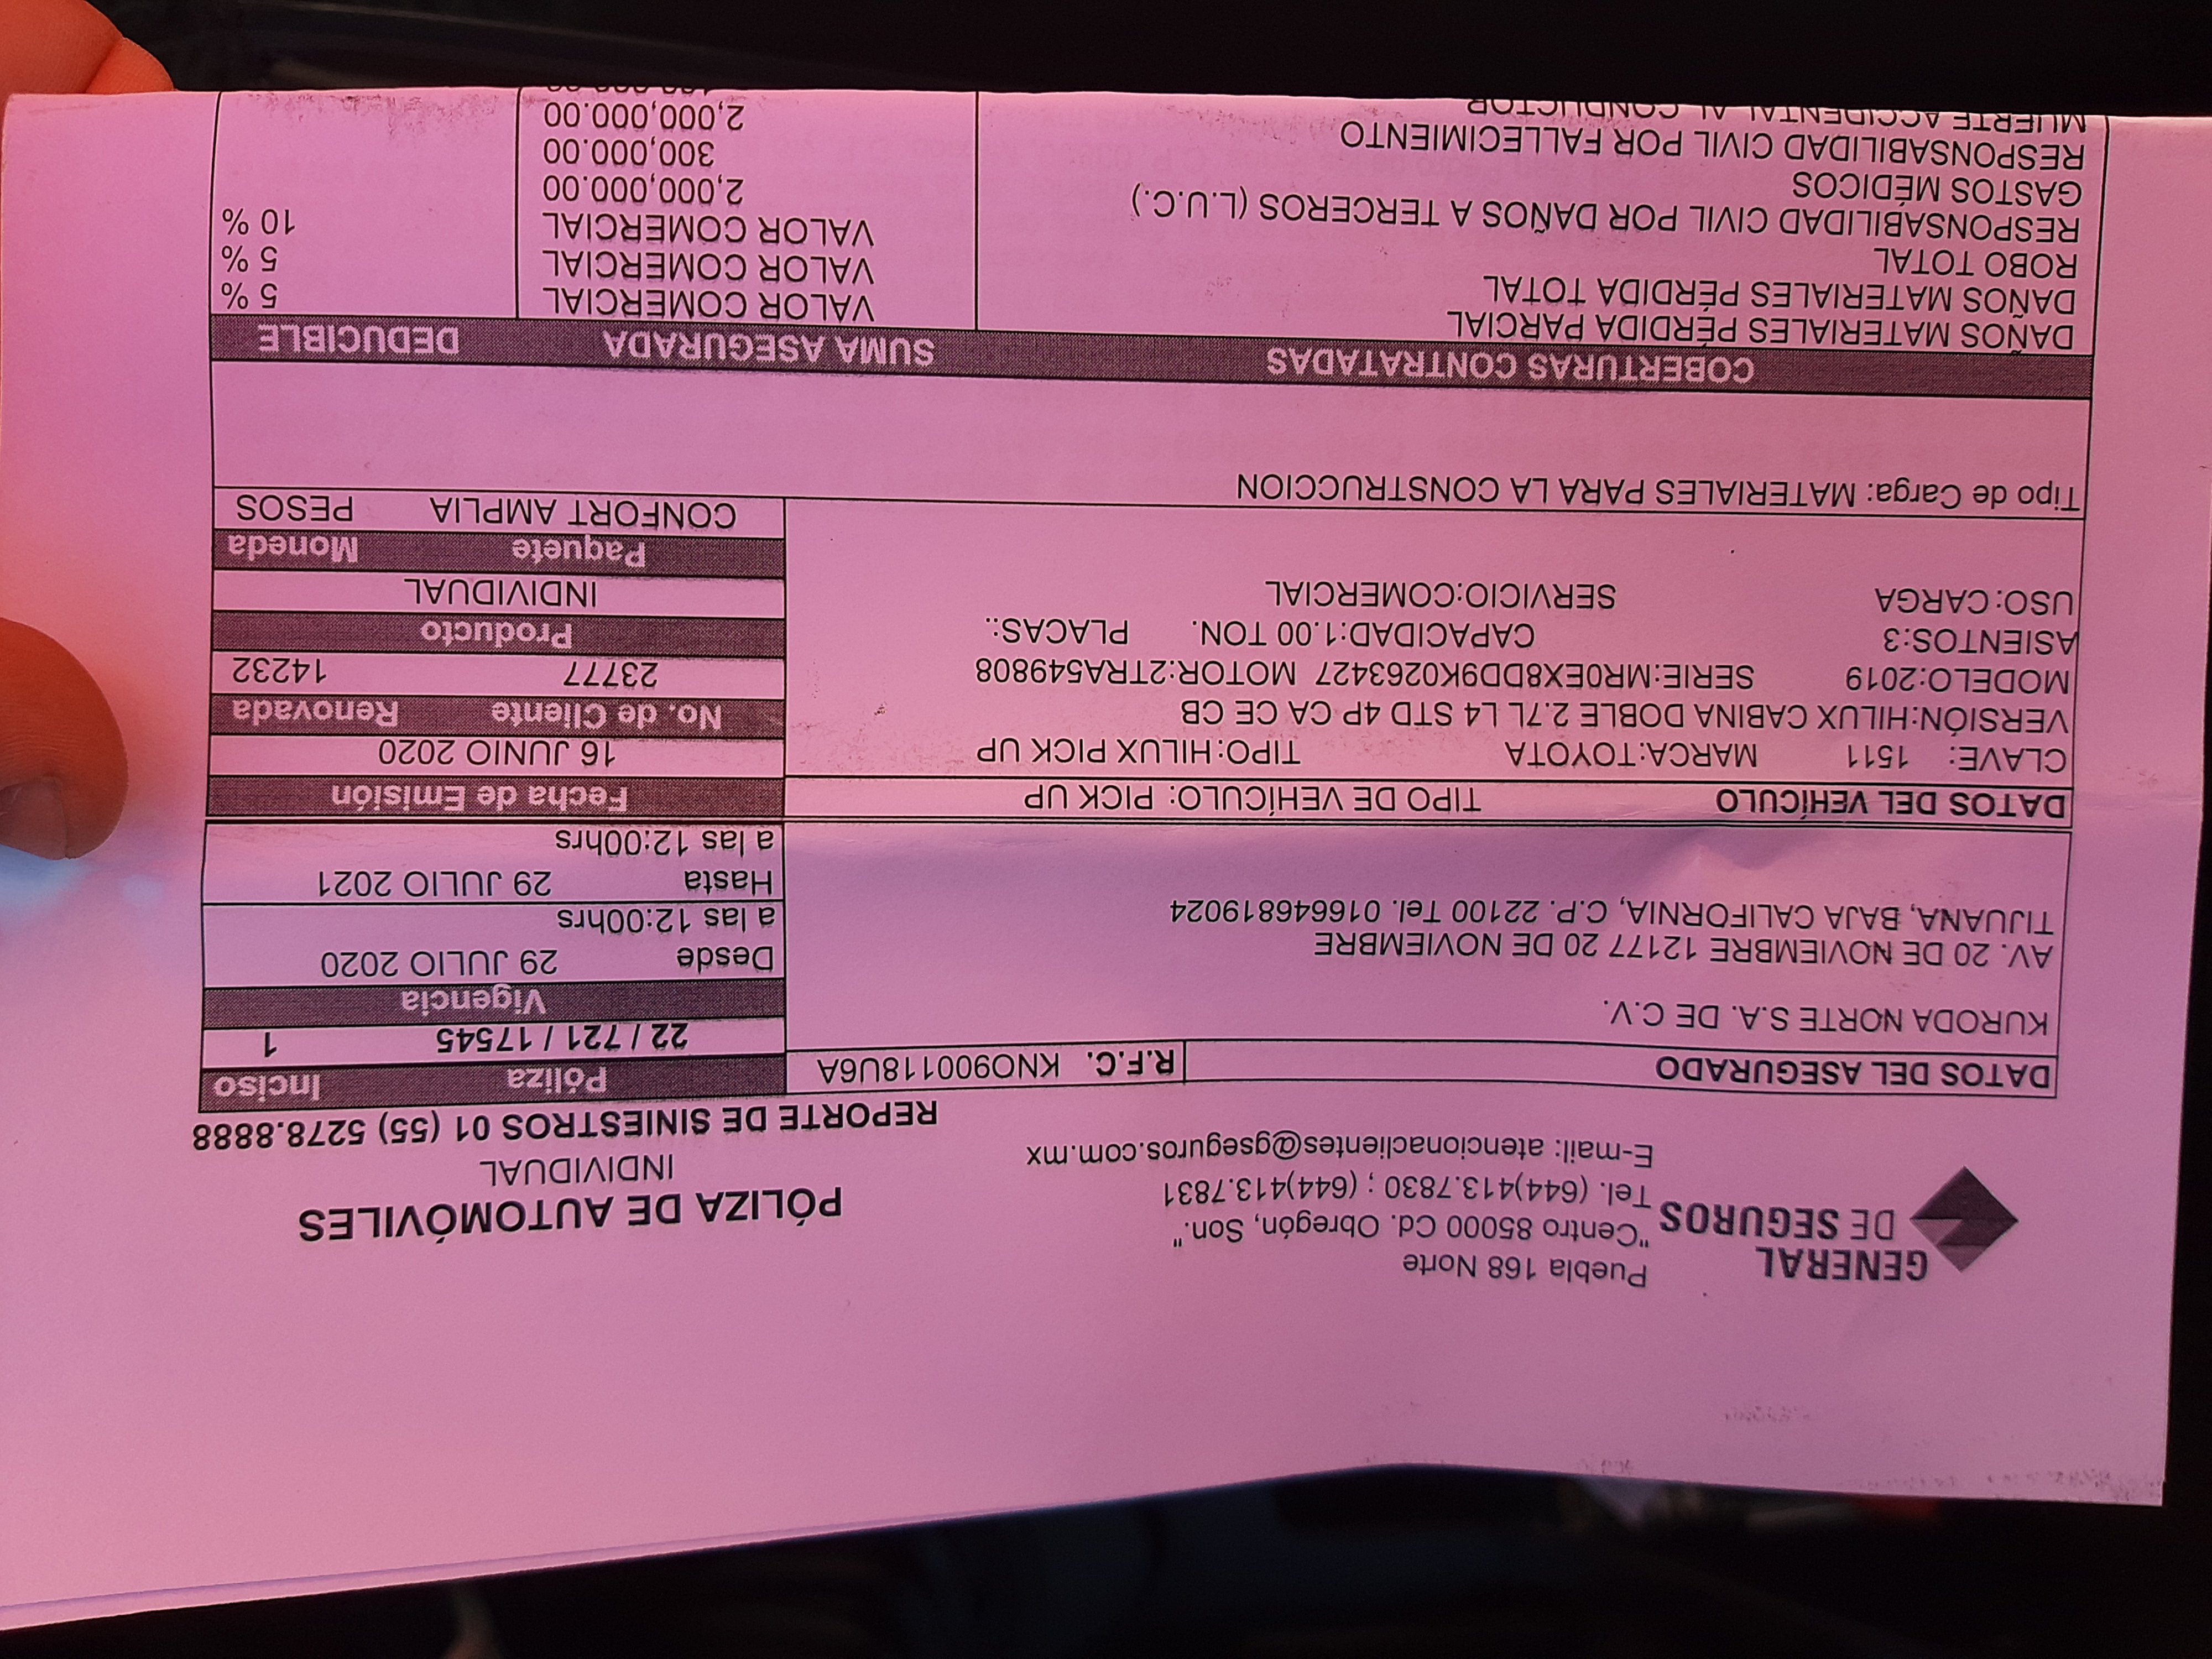 GENERAL
DE SEGUROS
Puebla 168 Norte
"Centro 85000 Cd. Obregón, Son."
Tel. (644)413.7830 ; (644)413.7831
E-mail: atencionaclientes@gseguros.com.mx
PÓLIZA DE AUTOMÓVILES
INDIVIDUAL
REPORTE DE SINIESTROS 01 (55) 5278.8888
DATOS DEL ASEGURADO R.F.C. KNO900118U6A
KURODA NORTE S.A. DE C.V.
AV. 20 DE NOVIEMBRE 12177 20 DE NOVIEMBRE
TIJUANA, BAJA CALIFORNIA, C.P. 22100 Tel. 016646819024
Póliza Inciso
22 / 721 / 17545 1
Vigencia
Desde 29 JULIO 2020
a las 12:00hrs
Hasta 29 JULIO 2021
a las 12:00hrs
DATOS DEL VEHÍCULO TIPO DE VEHÍCULO: PICK UP
CLAVE: 1511 MARCA:TOYOTA TIPO:HILUX PICK UP
VERSIÓN:HILUX CABINA DOBLE 2.7L L4 STD 4P CA CE CB
MODELO:2019 SERIE:MR0EX8DD9K0263427 MOTOR:2TRA549808
ASIENTOS:3 CAPACIDAD:1.00 TON. PLACAS:.
USO:CARGA SERVICIO:COMERCIAL
Tipo de Carga: MATERIALES PARA LA CONSTRUCCION
Fecha de Emisión
16 JUNIO 2020
No. de Cliente Renovada
23777 14232
Producto
INDIVIDUAL
Paquete Moneda
CONFORT AMPLIA PESOS
COBERTURAS CONTRATADAS SUMA ASEGURADA DEDUCIBLE
DAÑOS MATERIALES PÉRDIDA PARCIAL VALOR COMERCIAL 5 %
DAÑOS MATERIALES PÉRDIDA TOTAL VALOR COMERCIAL 5 %
ROBO TOTAL VALOR COMERCIAL 10 %
RESPONSABILIDAD CIVIL POR DAÑOS A TERCEROS (L.U.C.) 2,000,000.00
GASTOS MÉDICOS 300,000.00
RESPONSABILIDAD CIVIL POR FALLECIMIENTO 2,000,000.00
MUERTE ACCIDENTAL AL CONDUCTOR